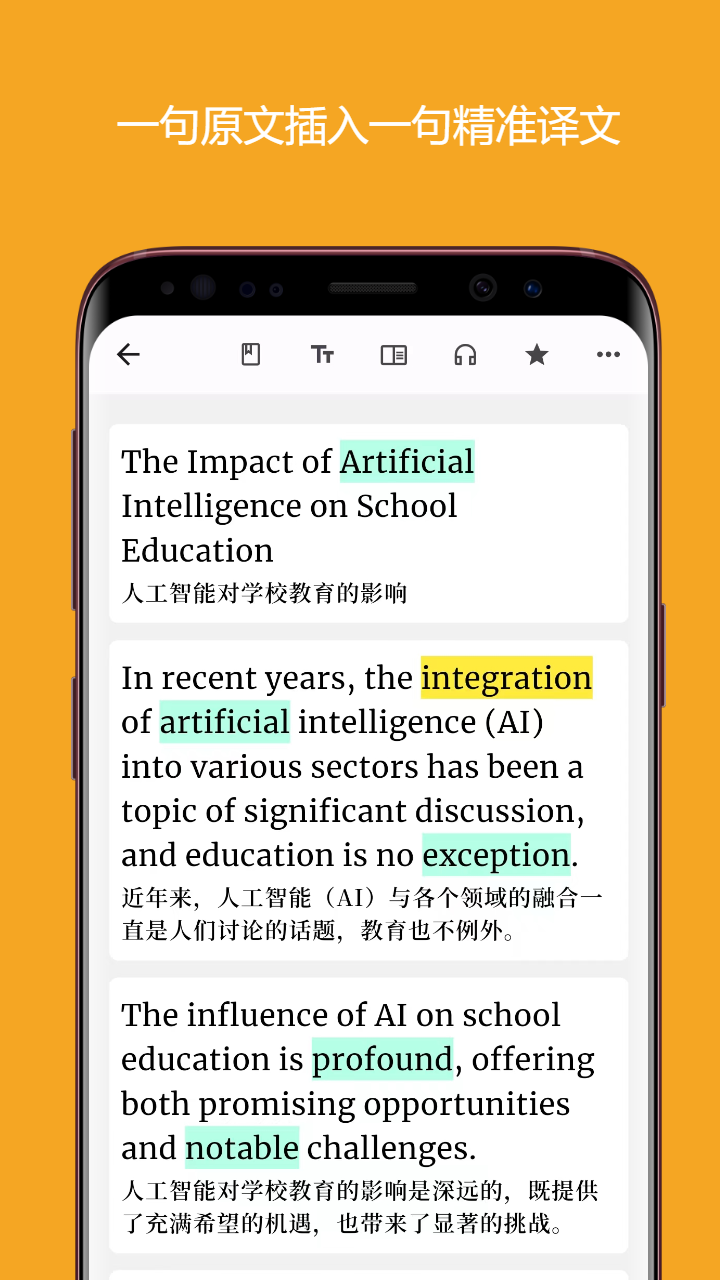 一句原文插入一句精准译文
The Impact of Artificial
Intelligence on School
Education
人工智能对学校教育的影响
In recent years, the integration
of artificial intelligence (AI)
into various sectors has been a
topic of significant discussion,
and education is no exception.
近年来，人工智能（AI）与各个领域的融合一
直是人们讨论的话题，教育也不例外。
The influence of AI on school
education is profound, offering
both promising opportunities
and notable challenges.
人工智能对学校教育的影响是深远的，既提供
了充满希望的机遇，也带来了显著的挑战。